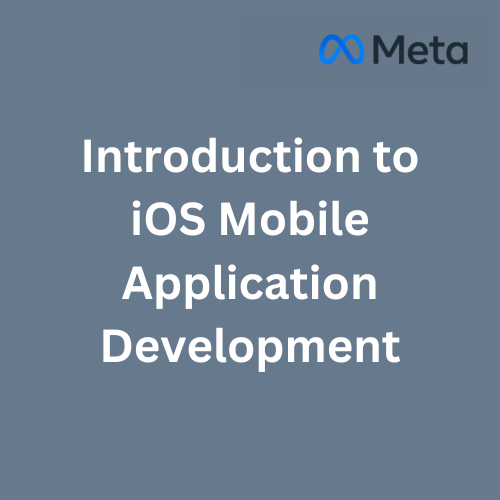 Meta
Introduction to
iOS Mobile
Application
Development